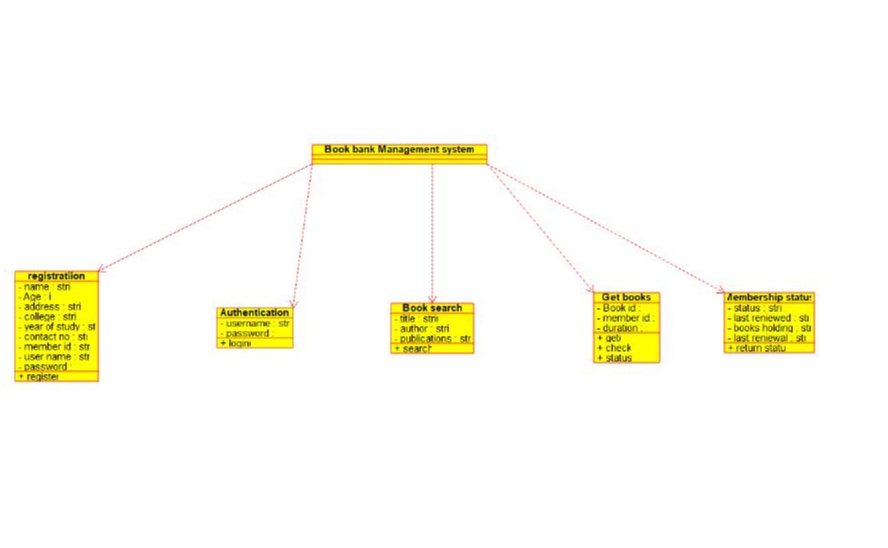 Book bank Management system
registratiion
- name : stri
- Age : i
- address : stri
- college : stri
- year of study : st
- contact no : sti
- member id : str
- user name : str
- password :
+ register
Authentication
- username : str
- password :
+ login
Book search
- title : stri
- author : stri
- publications : str
+ search
Get books
- Book id :
- member id :
- duration :
+ get
+ check
+ status
Membership status
- status : stri
- last reniewed : sti
- books holding : stri
- last reniewal : sti
+ return statu